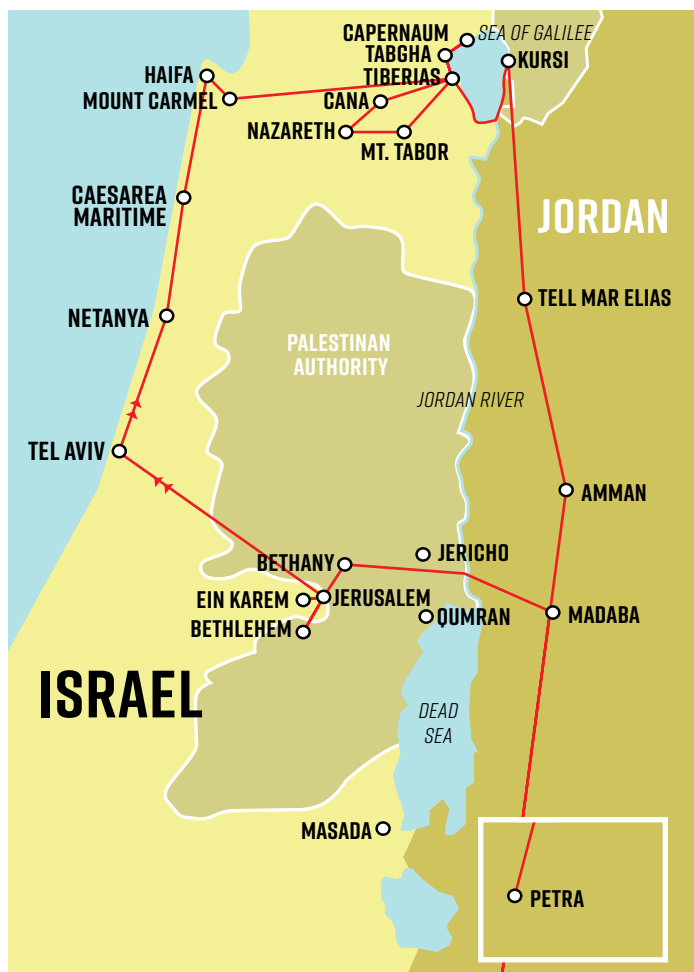 CAPERNAUM
SEA OF GALILEE
TABGHA
KURSI
HAIFA
TIBERIAS
MOUNT CARMEL
CANA
NAZARETH
MT. TABOR
CAESAREA
MARITIME
JORDAN
TELL MAR ELIAS
NETANYA
PALESTINAN
AUTHORITY
JORDAN RIVER
TEL AVIV
AMMAN
JERICHO
BETHANY
EIN KAREM
JERUSALEM
QUMRAN
MADABA
BETHLEHEM
ISRAEL
DEAD
SEA
MASADA
PETRA